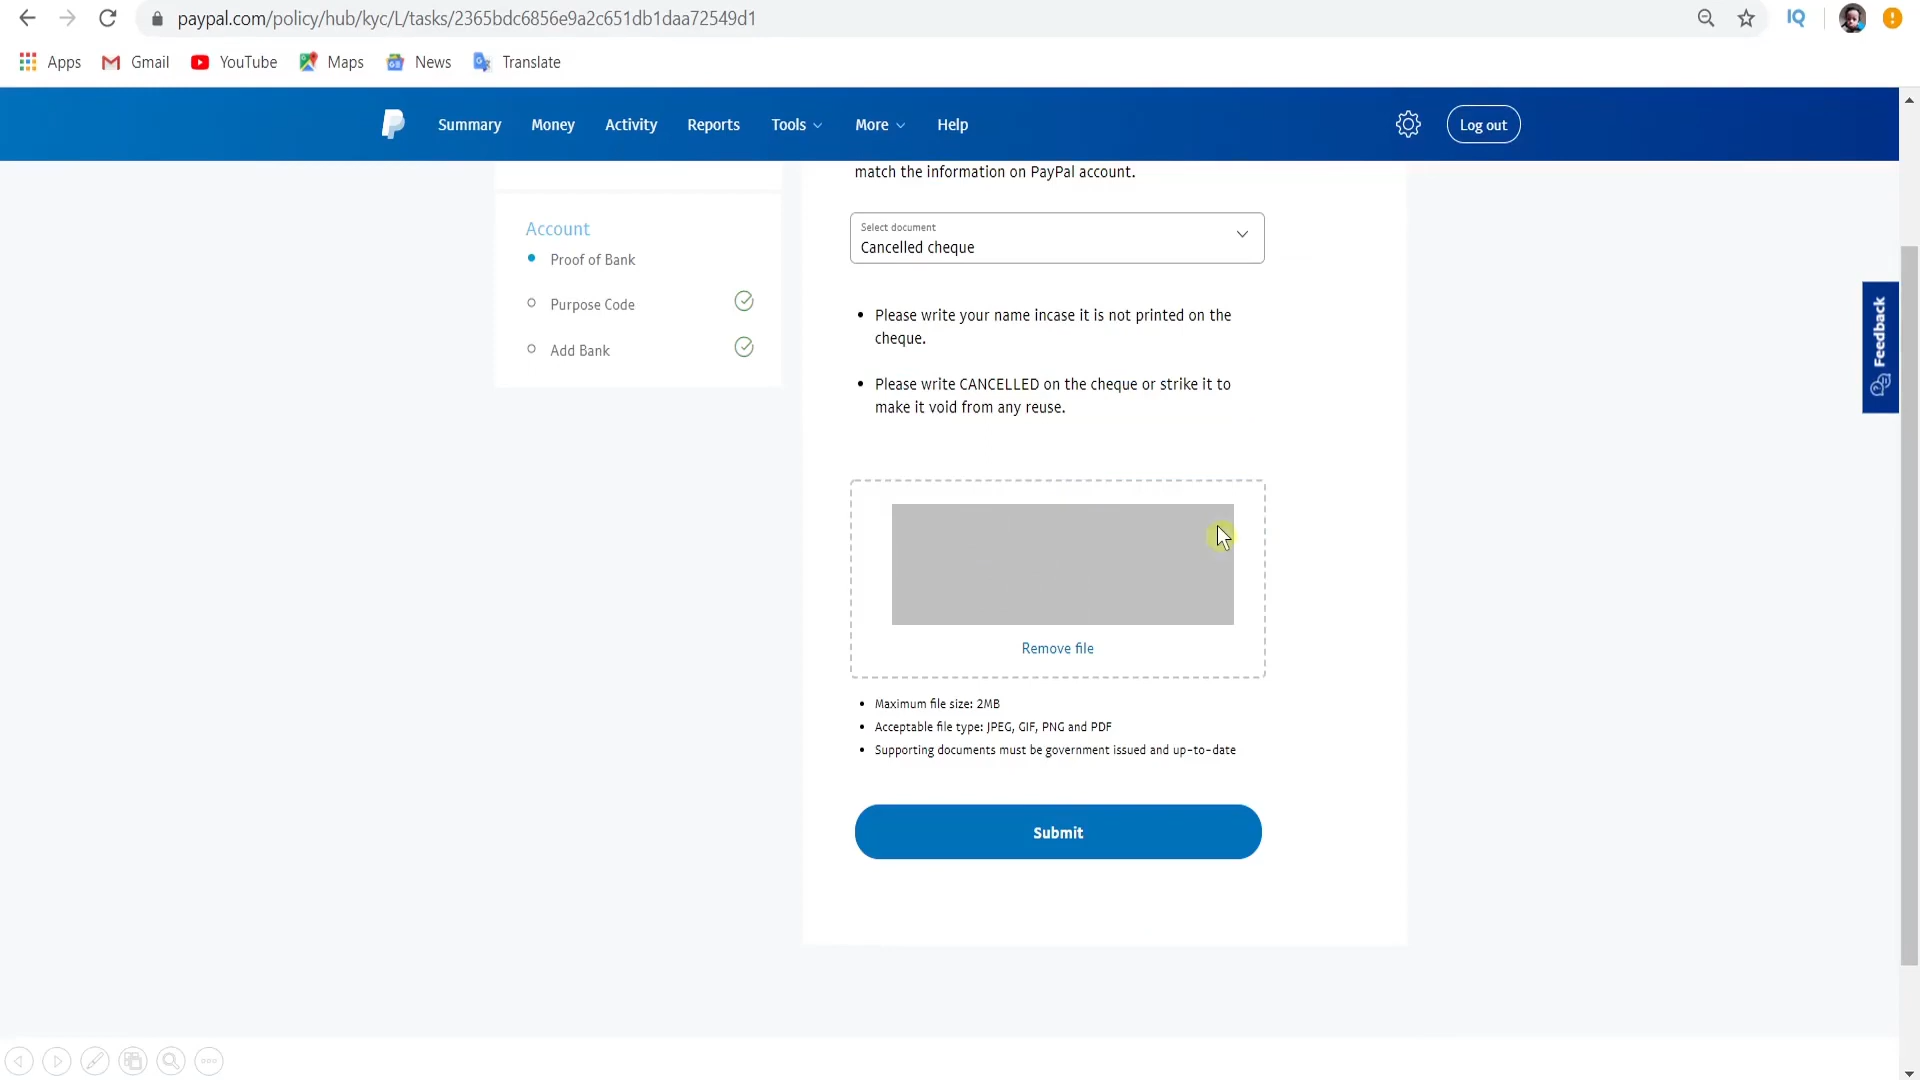 paypal.com/policy/hub/kyc/L/tasks/2365bdc6856e9a2c651db1daa72549d1
IQ
Apps
Gmail
YouTube
Maps
News
Translate
Summary
Money
Activity
Reports
Tools
More
Help
Log out
match the information on PayPal account.
Account
Proof of Bank
Purpose Code
Add Bank
Select document
Cancelled cheque
Please write your name incase it is not printed on the
cheque.
Please write CANCELLED on the cheque or strike it to
make it void from any reuse.
Remove file
Maximum file size: 2MB
Acceptable file type: JPEG, GIF, PNG and PDF
Supporting documents must be government issued and up-to-date
Submit
Feedback